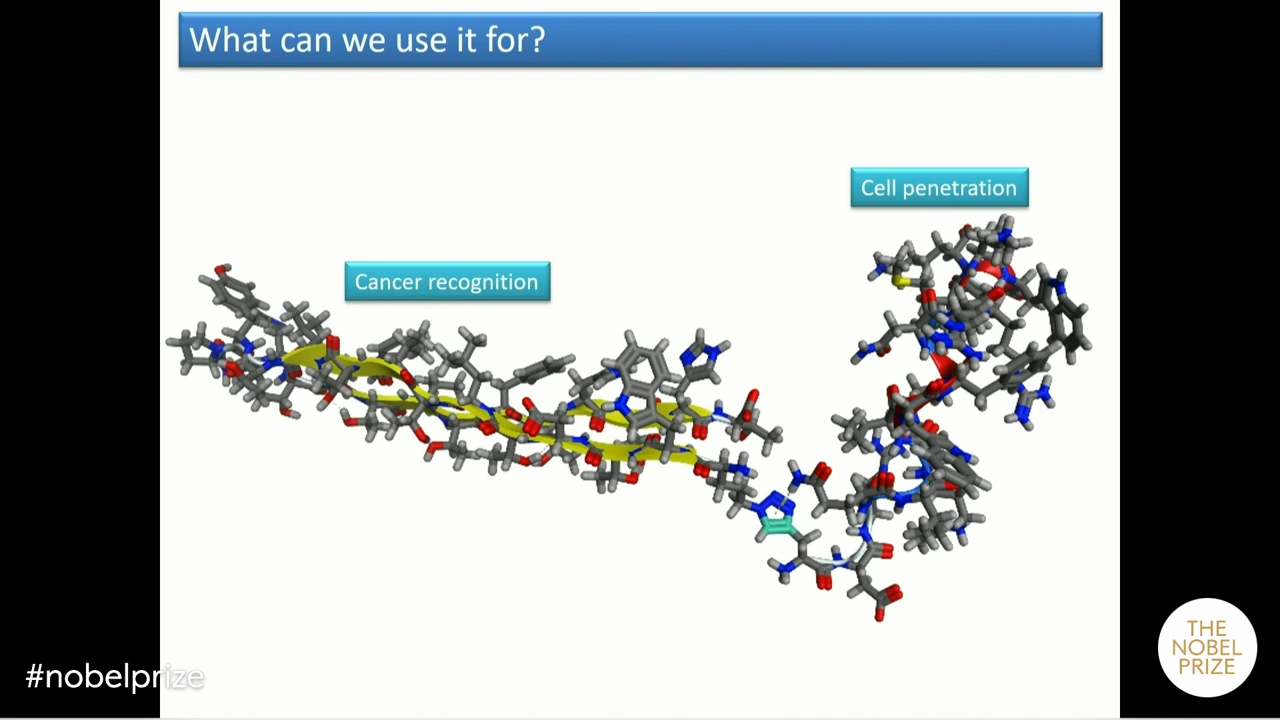 What can we use it for?
Cell penetration
Cancer recognition
#nobelprize
THE
NOBEL
PRIZE